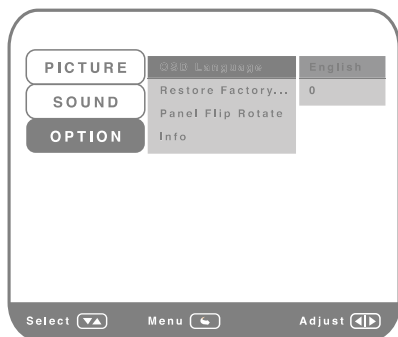 PICTURE
SOUND
OPTION
OSD Language English
Restore Factory... 0
Panel Flip Rotate
Info
Select Menu Adjust